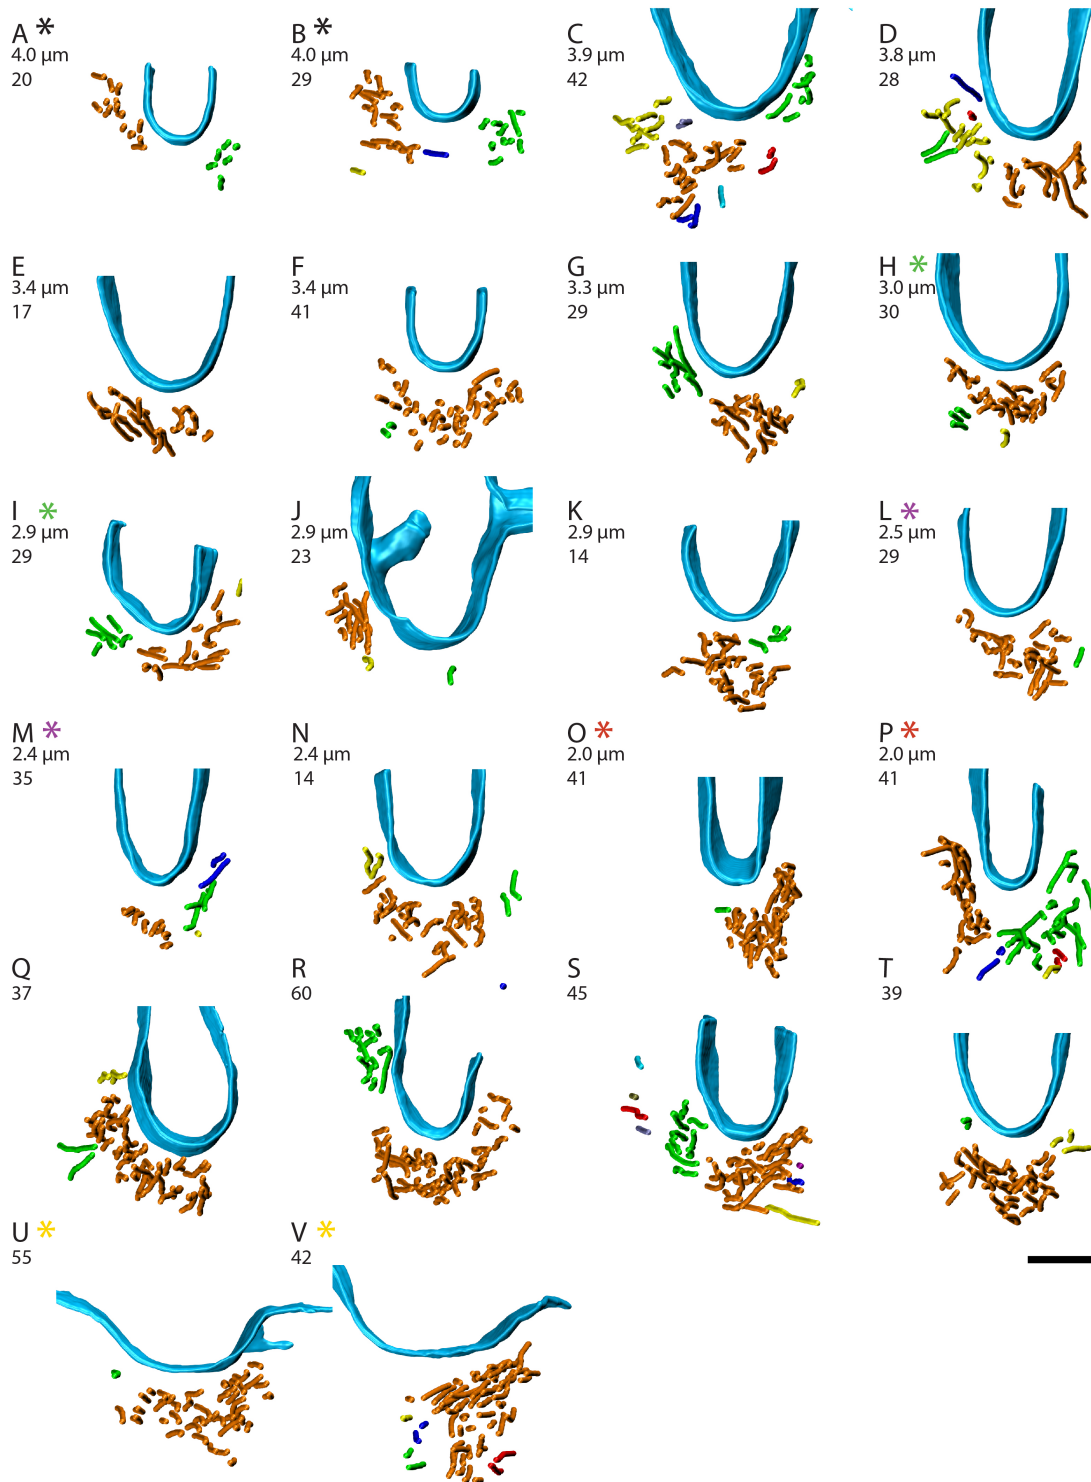 A *
4.0 µm
20
B *
4.0 µm
29
C
3.9 µm
42
D
3.8 µm
28
E
3.4 µm
17
F
3.4 µm
41
G
3.3 µm
29
H *
3.0 µm
30
I *
2.9 µm
29
J
2.9 µm
23
K
2.9 µm
14
L *
2.5 µm
29
M *
2.4 µm
35
N
2.4 µm
14
O *
2.0 µm
41
P *
2.0 µm
41
Q
37
R
60
S
45
T
39
U *
55
V *
42